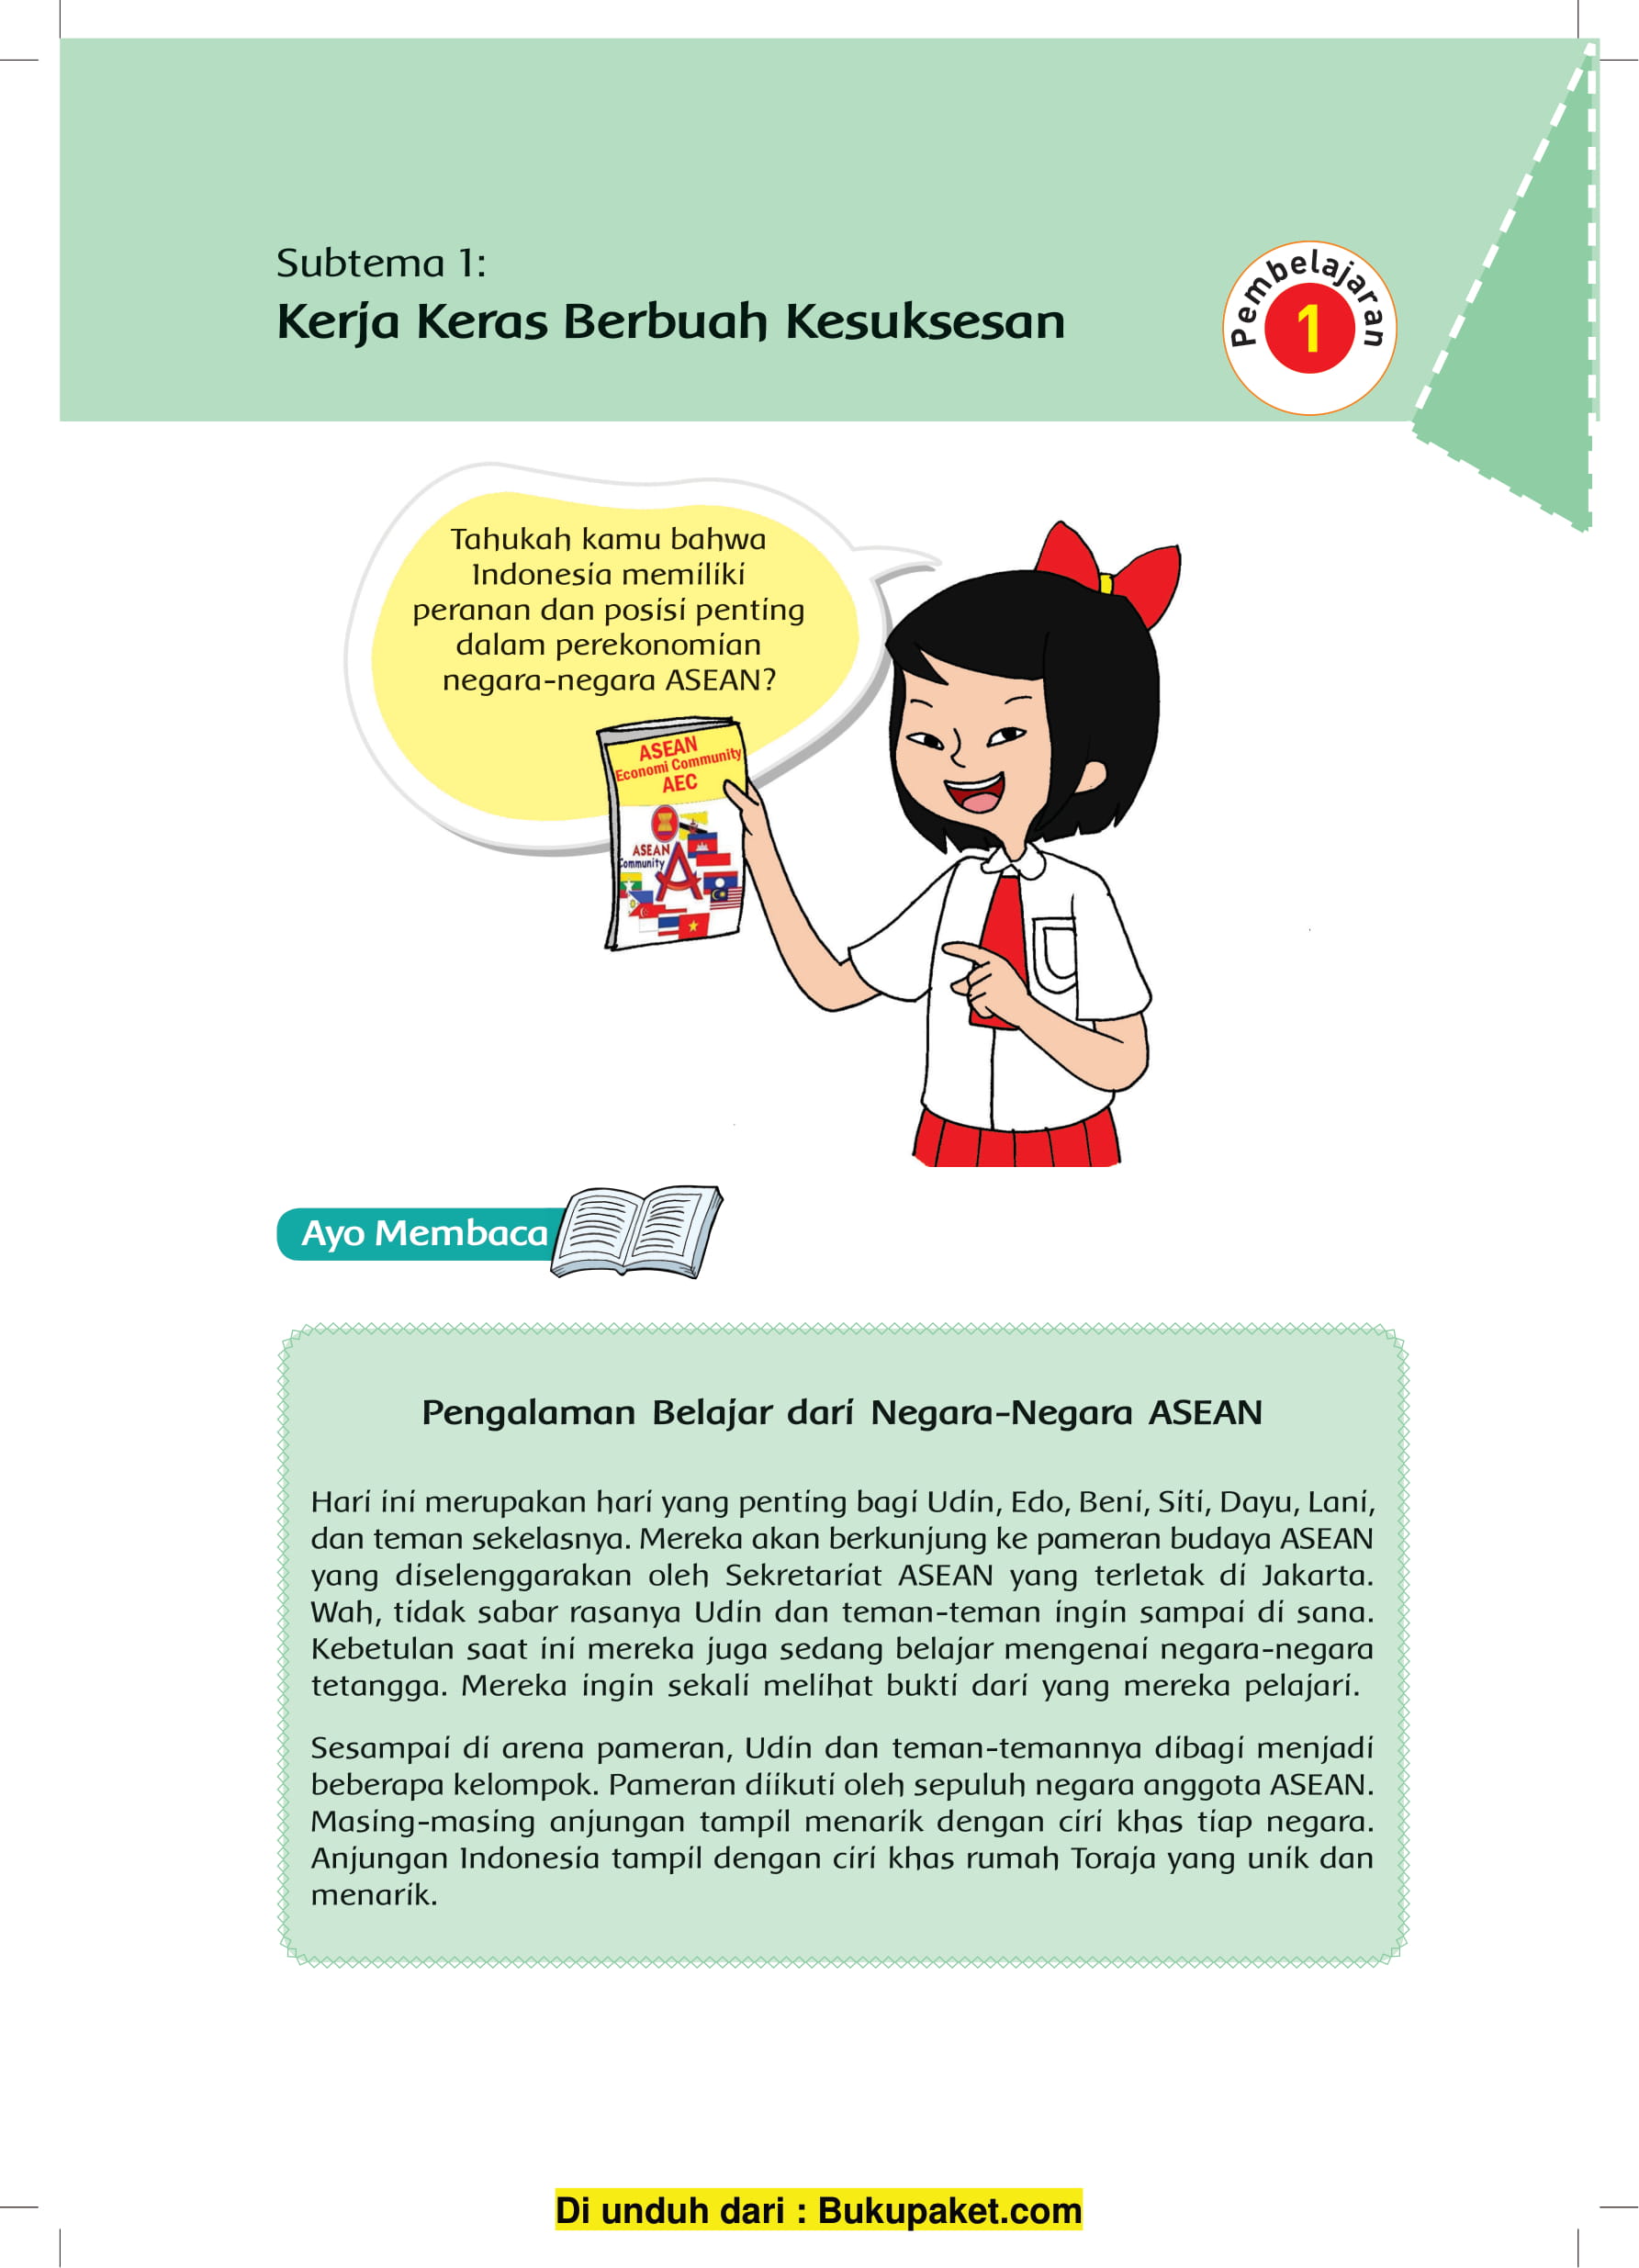 Subtema 1:
Kerja Keras Berbuah Kesuksesan
Pembelajaran
1
Tahukah kamu bahwa
Indonesia memiliki
peranan dan posisi penting
dalam perekonomian
negara-negara ASEAN?
ASEAN
Economi Community
AEC
ASEAN
Community
Ayo Membaca
Pengalaman Belajar dari Negara-Negara ASEAN
Hari ini merupakan hari yang penting bagi Udin, Edo, Beni, Siti, Dayu, Lani,
dan teman sekelasnya. Mereka akan berkunjung ke pameran budaya ASEAN
yang diselenggarakan oleh Sekretariat ASEAN yang terletak di Jakarta.
Wah, tidak sabar rasanya Udin dan teman-teman ingin sampai di sana.
Kebetulan saat ini mereka juga sedang belajar mengenai negara-negara
tetangga. Mereka ingin sekali melihat bukti dari yang mereka pelajari.
Sesampai di arena pameran, Udin dan teman-temannya dibagi menjadi
beberapa kelompok. Pameran diikuti oleh sepuluh negara anggota ASEAN.
Masing-masing anjungan tampil menarik dengan ciri khas tiap negara.
Anjungan Indonesia tampil dengan ciri khas rumah Toraja yang unik dan
menarik.
Di unduh dari : Bukupaket.com